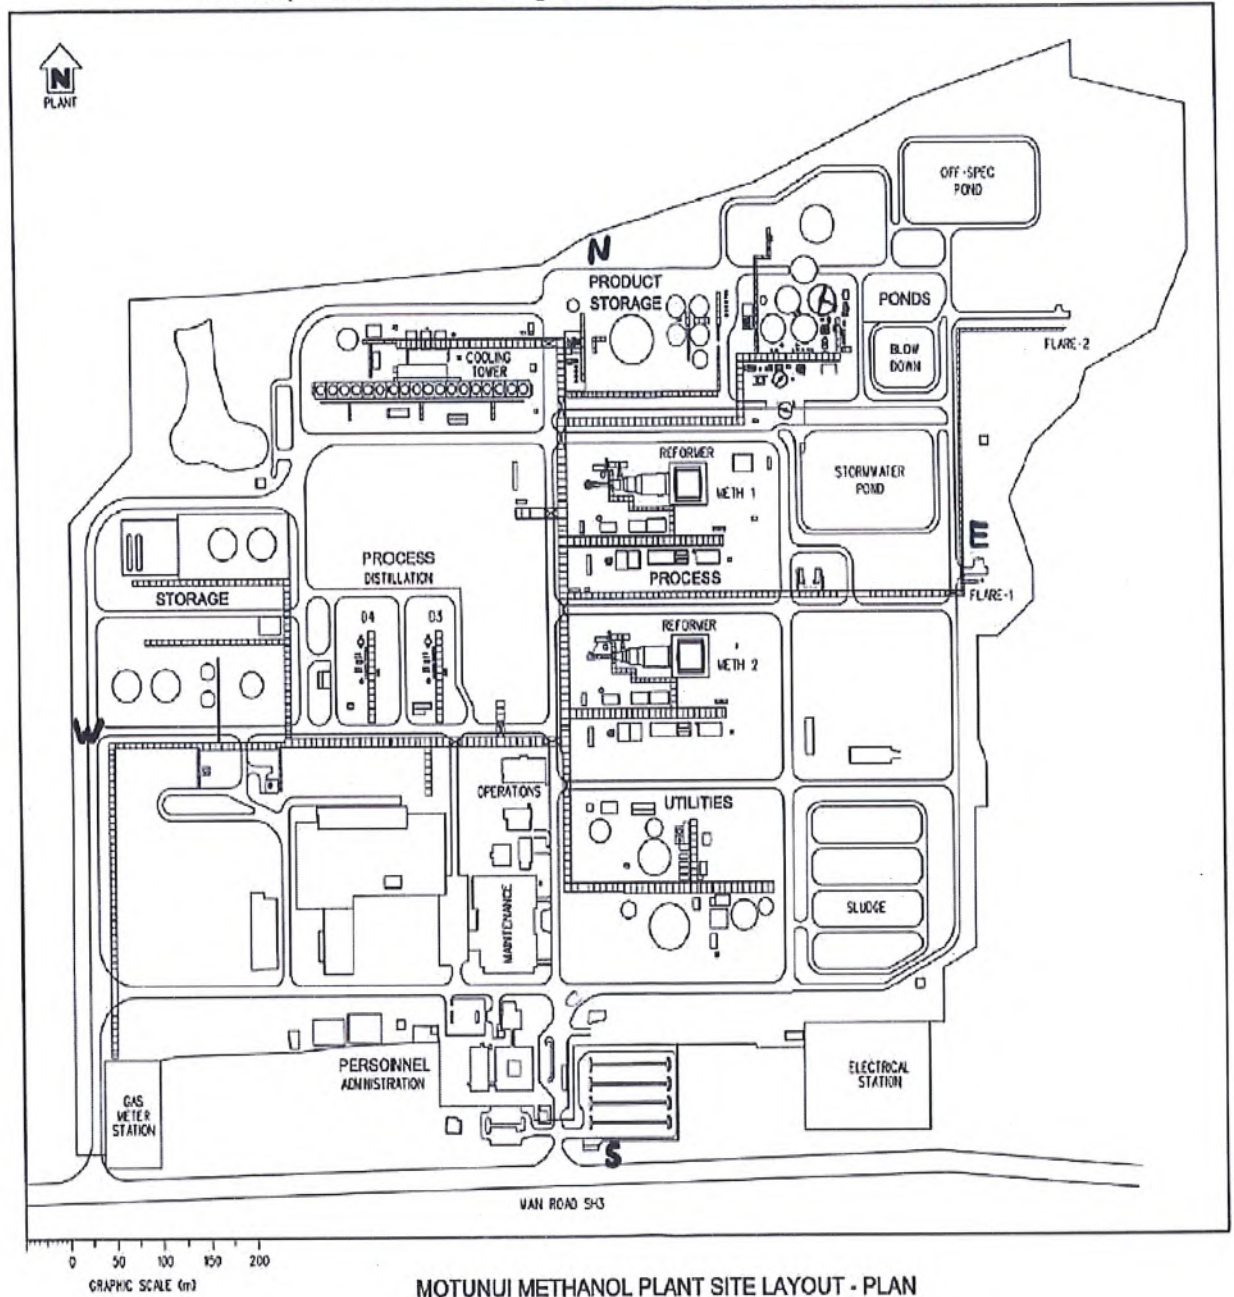 N
PLANT
OFF-SPEC
POND
N
PRODUCT
STORAGE
PONDS
BLOW
DOWN
FLARE-2
COOLING
TOWER
REFORMER
METH 1
STORMWATER
POND
E
PROCESS
DISTILLATION
PROCESS
STORAGE
FLARE-1
D4
D3
REFORMER
METH 2
W
OPERATIONS
UTILITIES
MAINTENANCE
SLUDGE
PERSONNEL
ADMINISTRATION
ELECTRICAL
STATION
GAS
METER
STATION
S
MAIN ROAD SH3
0 50 100 150 200
GRAPHIC SCALE (m)
MOTUNUI METHANOL PLANT SITE LAYOUT - PLAN